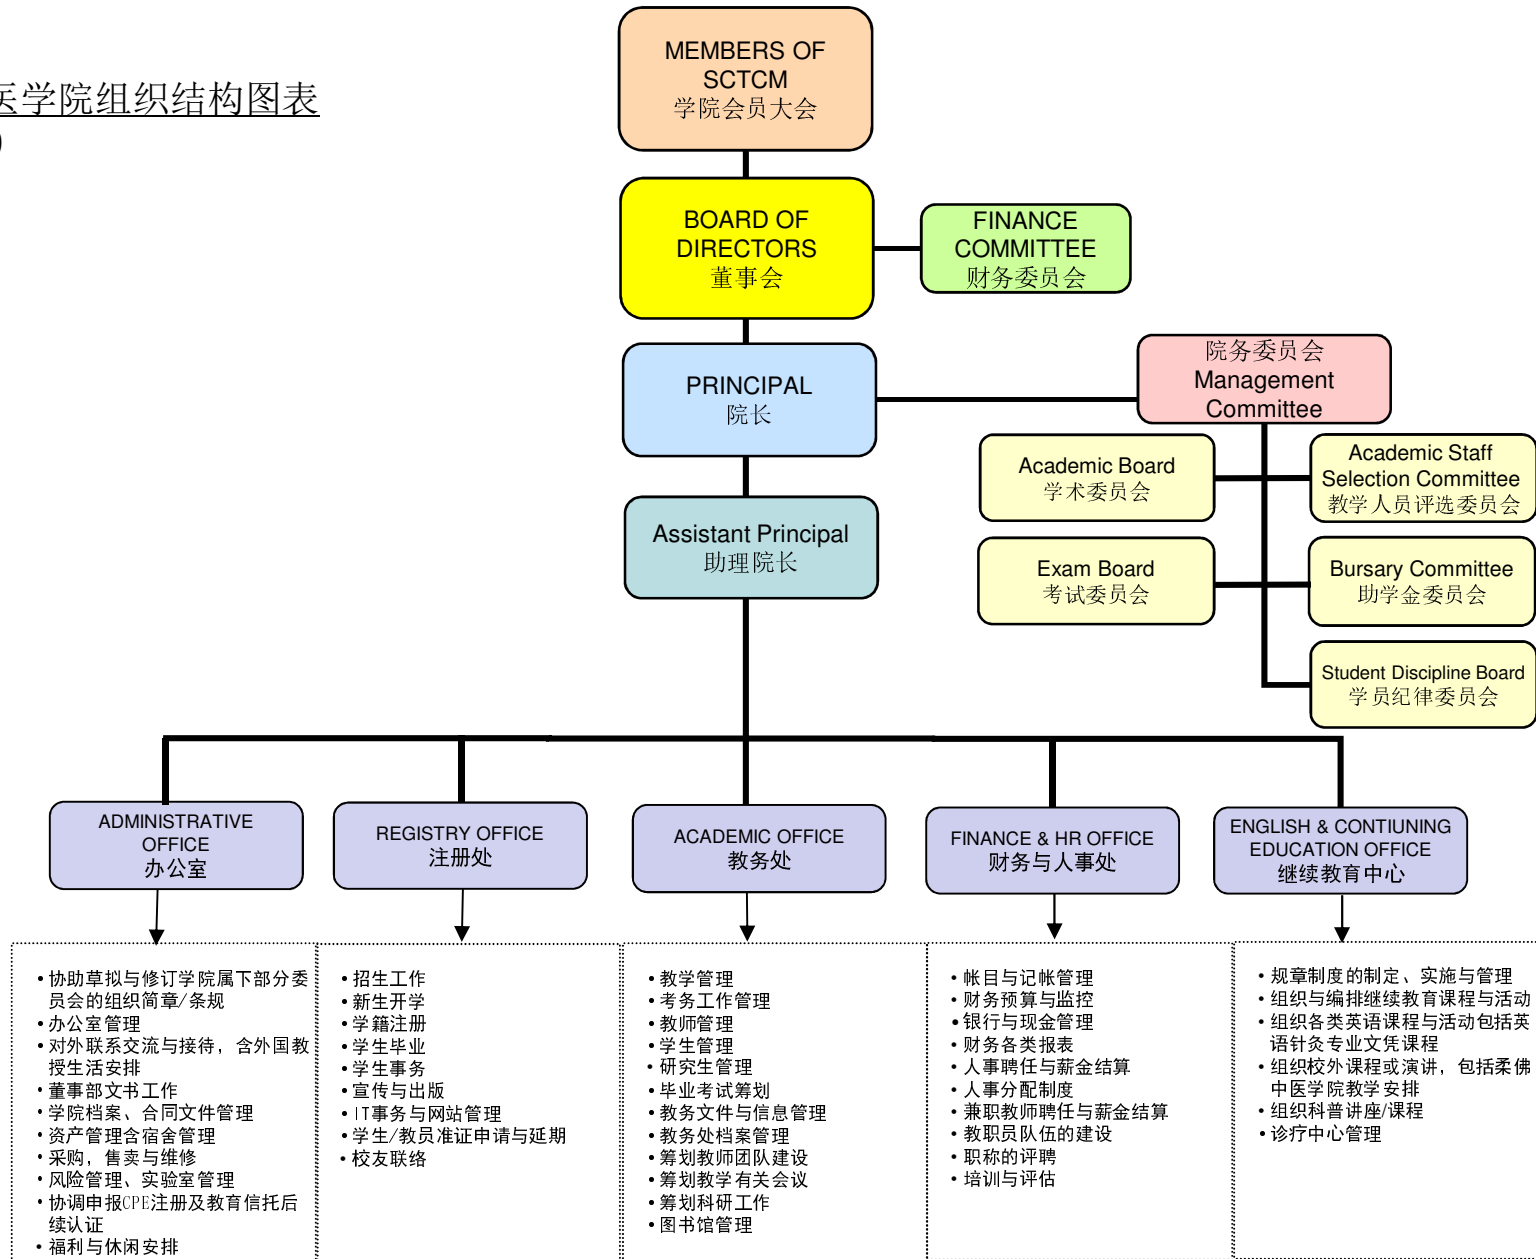 医学院组织结构图表
)
MEMBERS OF
SCTCM
学院会员大会
BOARD OF
DIRECTORS
董事会
FINANCE
COMMITTEE
财务委员会
PRINCIPAL
院长
院务委员会
Management
Committee
Academic Board
学术委员会
Academic Staff
Selection Committee
教学人员评选委员会
Assistant Principal
助理院长
Exam Board
考试委员会
Bursary Committee
助学金委员会
Student Discipline Board
学员纪律委员会
ADMINISTRATIVE
OFFICE
办公室
REGISTRY OFFICE
注册处
ACADEMIC OFFICE
教务处
FINANCE & HR OFFICE
财务与人事处
ENGLISH & CONTIUNING
EDUCATION OFFICE
继续教育中心
• 协助草拟与修订学院属下部分委
员会的组织简章/条规
• 办公室管理
• 对外联系交流与接待，含外国教
授生活安排
• 董事部文书工作
• 学院档案、合同文件管理
• 资产管理含宿舍管理
• 采购，售卖与维修
• 风险管理、实验室管理
• 协调申报CPE注册及教育信托后
续认证
• 福利与休闲安排
• 招生工作
• 新生开学
• 学籍注册
• 学生毕业
• 学生事务
• 宣传与出版
• IT事务与网站管理
• 学生/教员准证申请与延期
• 校友联络
• 教学管理
• 考务工作管理
• 教师管理
• 学生管理
• 研究生管理
• 毕业考试筹划
• 教务文件与信息管理
• 教务处档案管理
• 筹划教师团队建设
• 筹划教学有关会议
• 筹划科研工作
• 图书馆管理
• 帐目与记帐管理
• 财务预算与监控
• 银行与现金管理
• 财务各类报表
• 人事聘任与薪金结算
• 人事分配制度
• 兼职教师聘任与薪金结算
• 教职员队伍的建设
• 职称的评聘
• 培训与评估
• 规章制度的制定、实施与管理
• 组织与编排继续教育课程与活动
• 组织各类英语课程与活动包括英
语针灸专业文凭课程
• 组织校外课程或演讲，包括柔佛
中医学院教学安排
• 组织科普讲座/课程
• 诊疗中心管理